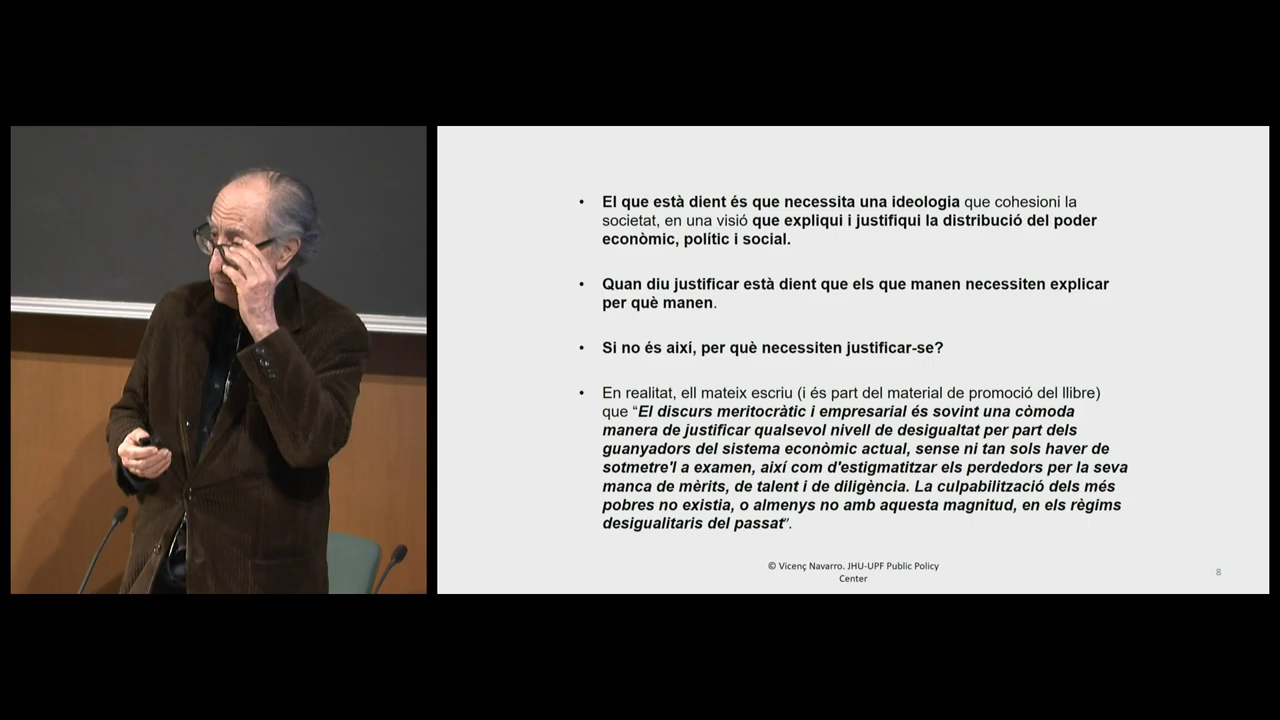 • El que està dient és que necessita una ideologia que cohesioni la
societat, en una visió que expliqui i justifiqui la distribució del poder
econòmic, polític i social.
• Quan diu justificar està dient que els que manen necessiten explicar
per què manen.
• Si no és així, per què necessiten justificar-se?
• En realitat, ell mateix escriu (i és part del material de promoció del llibre)
que “El discurs meritocràtic i empresarial és sovint una còmoda
manera de justificar qualsevol nivell de desigualtat per part dels
guanyadors del sistema econòmic actual, sense ni tan sols haver de
sotmetre'l a examen, així com d'estigmatitzar els perdedors per la seva
manca de mèrits, de talent i de diligència. La culpabilització dels més
pobres no existia, o almenys no amb aquesta magnitud, en els règims
desigualitaris del passat”.
© Vicenç Navarro. JHU-UPF Public Policy
Center
8